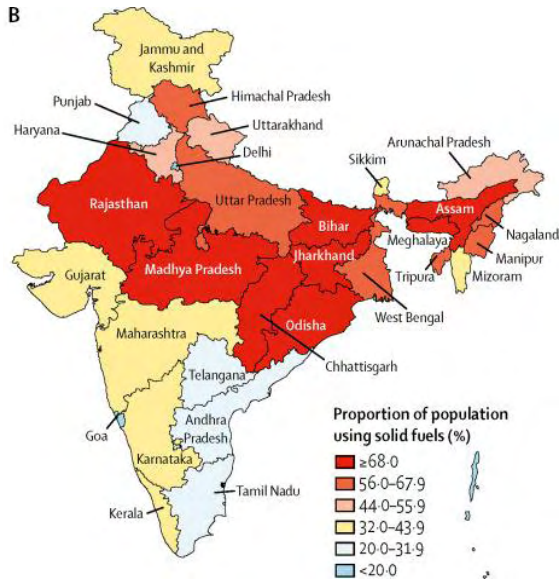 B
Jammu and
Kashmir
Punjab
Himachal Pradesh
Haryana
Uttarakhand
Delhi
Arunachal Pradesh
Sikkim
Rajasthan
Uttar Pradesh
Bihar
Assam
Nagaland
Meghalaya
Manipur
Jharkhand
Tripura
Mizoram
Gujarat
Madhya Pradesh
West Bengal
Odisha
Maharashtra
Chhattisgarh
Telangana
Goa
Andhra
Pradesh
Karnataka
Kerala
Tamil Nadu
Proportion of population
using solid fuels (%)
≥68·0
56·0–67·9
44·0–55·9
32·0–43·9
20·0–31·9
<20·0